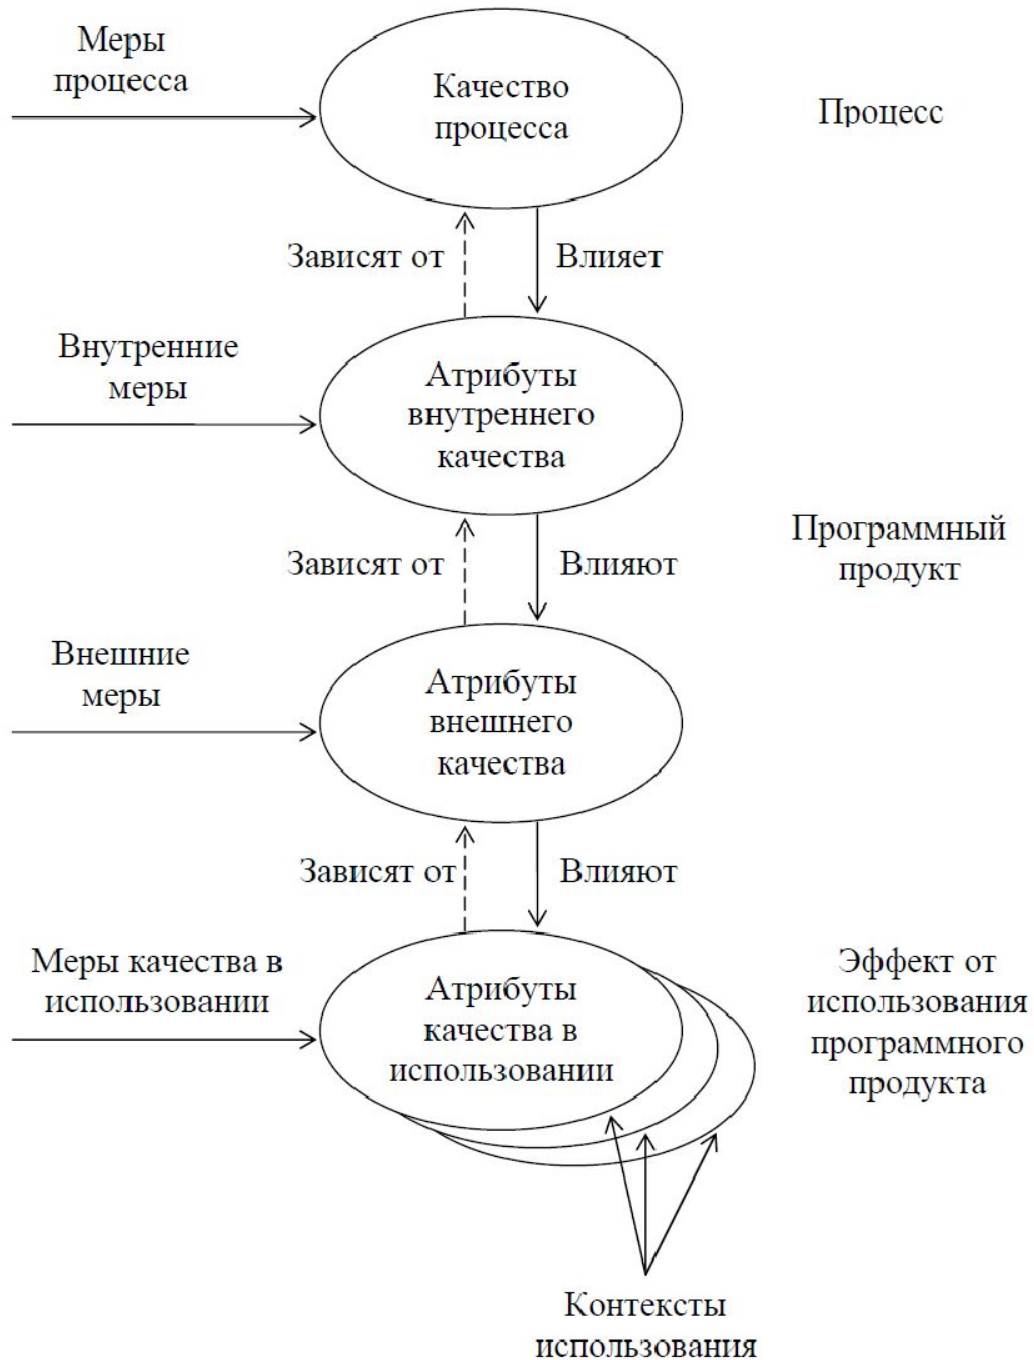 Меры
процесса
Качество
процесса
Процесс
Зависят от
Влияет
Внутренние
меры
Атрибуты
внутреннего
качества
Программный
продукт
Зависят от
Влияют
Внешние
меры
Атрибуты
внешнего
качества
Зависят от
Влияют
Меры качества в
использовании
Атрибуты
качества в
использовании
Эффект от
использования
программного
продукта
Контексты
использования